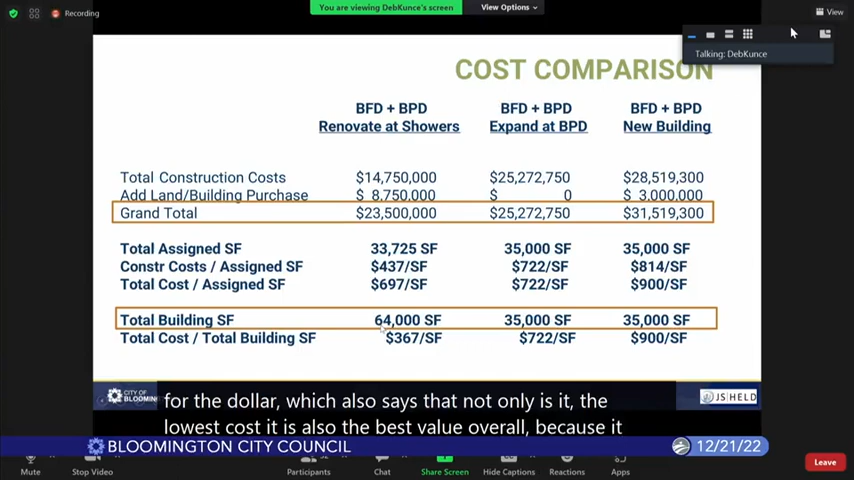 Recording
You are viewing DebKunce's screen
View Options
View
Talking: DebKunce
COST COMPARISON
BFD + BPD BFD + BPD BFD + BPD
Renovate at Showers Expand at BPD New Building
Total Construction Costs $14,750,000 $25,272,750 $28,519,300
Add Land/Building Purchase $ 8,750,000 $ 0 $ 3,000,000
Grand Total $23,500,000 $25,272,750 $31,519,300
Total Assigned SF 33,725 SF 35,000 SF 35,000 SF
Constr Costs / Assigned SF $437/SF $722/SF $814/SF
Total Cost / Assigned SF $697/SF $722/SF $900/SF
Total Building SF 64,000 SF 35,000 SF 35,000 SF
Total Cost / Total Building SF $367/SF $722/SF $900/SF
CITY OF
for the dollar, which also says that not only is it, the
JS HELD
lowest cost it is also the best value overall, because it
BLOOMINGTON CITY COUNCIL 12/21/22
Mute Stop Video Participants Chat Share Screen Hide Captions Reactions Apps Leave